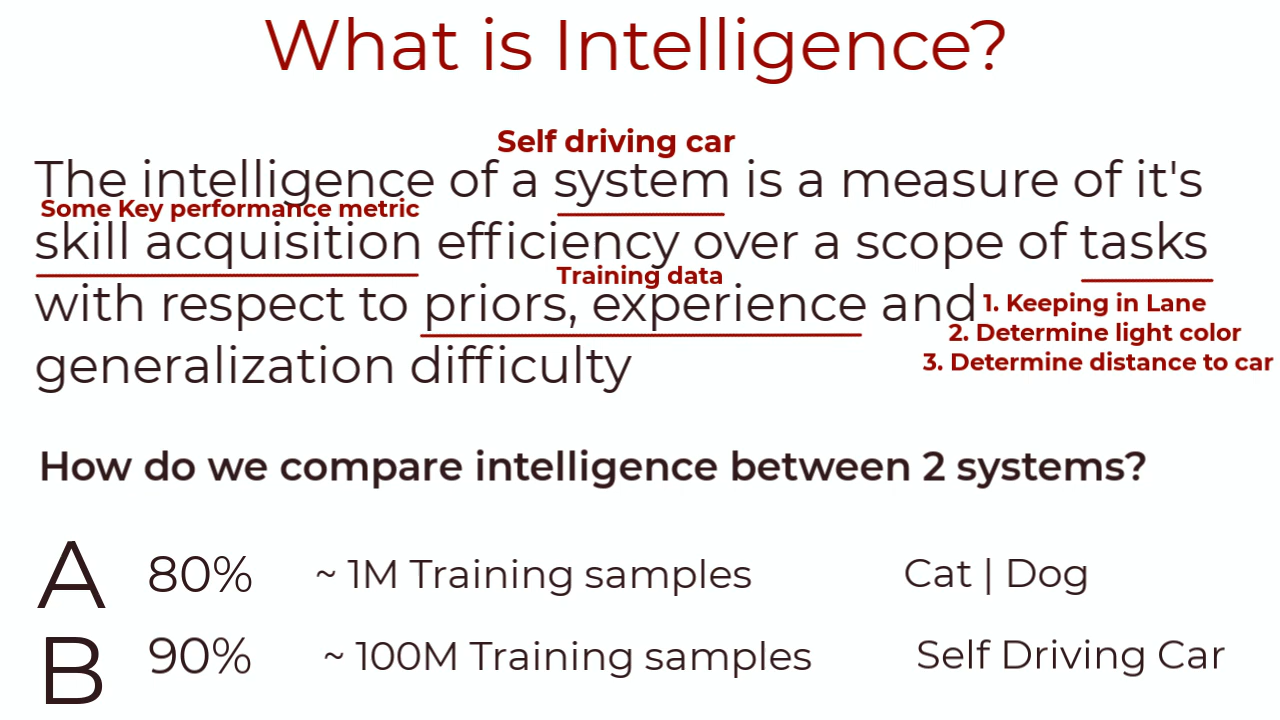 What is Intelligence?
Self driving car
The intelligence of a system is a measure of it's
Some Key performance metric
skill acquisition efficiency over a scope of tasks
Training data
with respect to priors, experience and
1. Keeping in Lane
2. Determine light color
3. Determine distance to car
generalization difficulty
How do we compare intelligence between 2 systems?
A 80% ~ 1M Training samples Cat | Dog
B 90% ~ 100M Training samples Self Driving Car